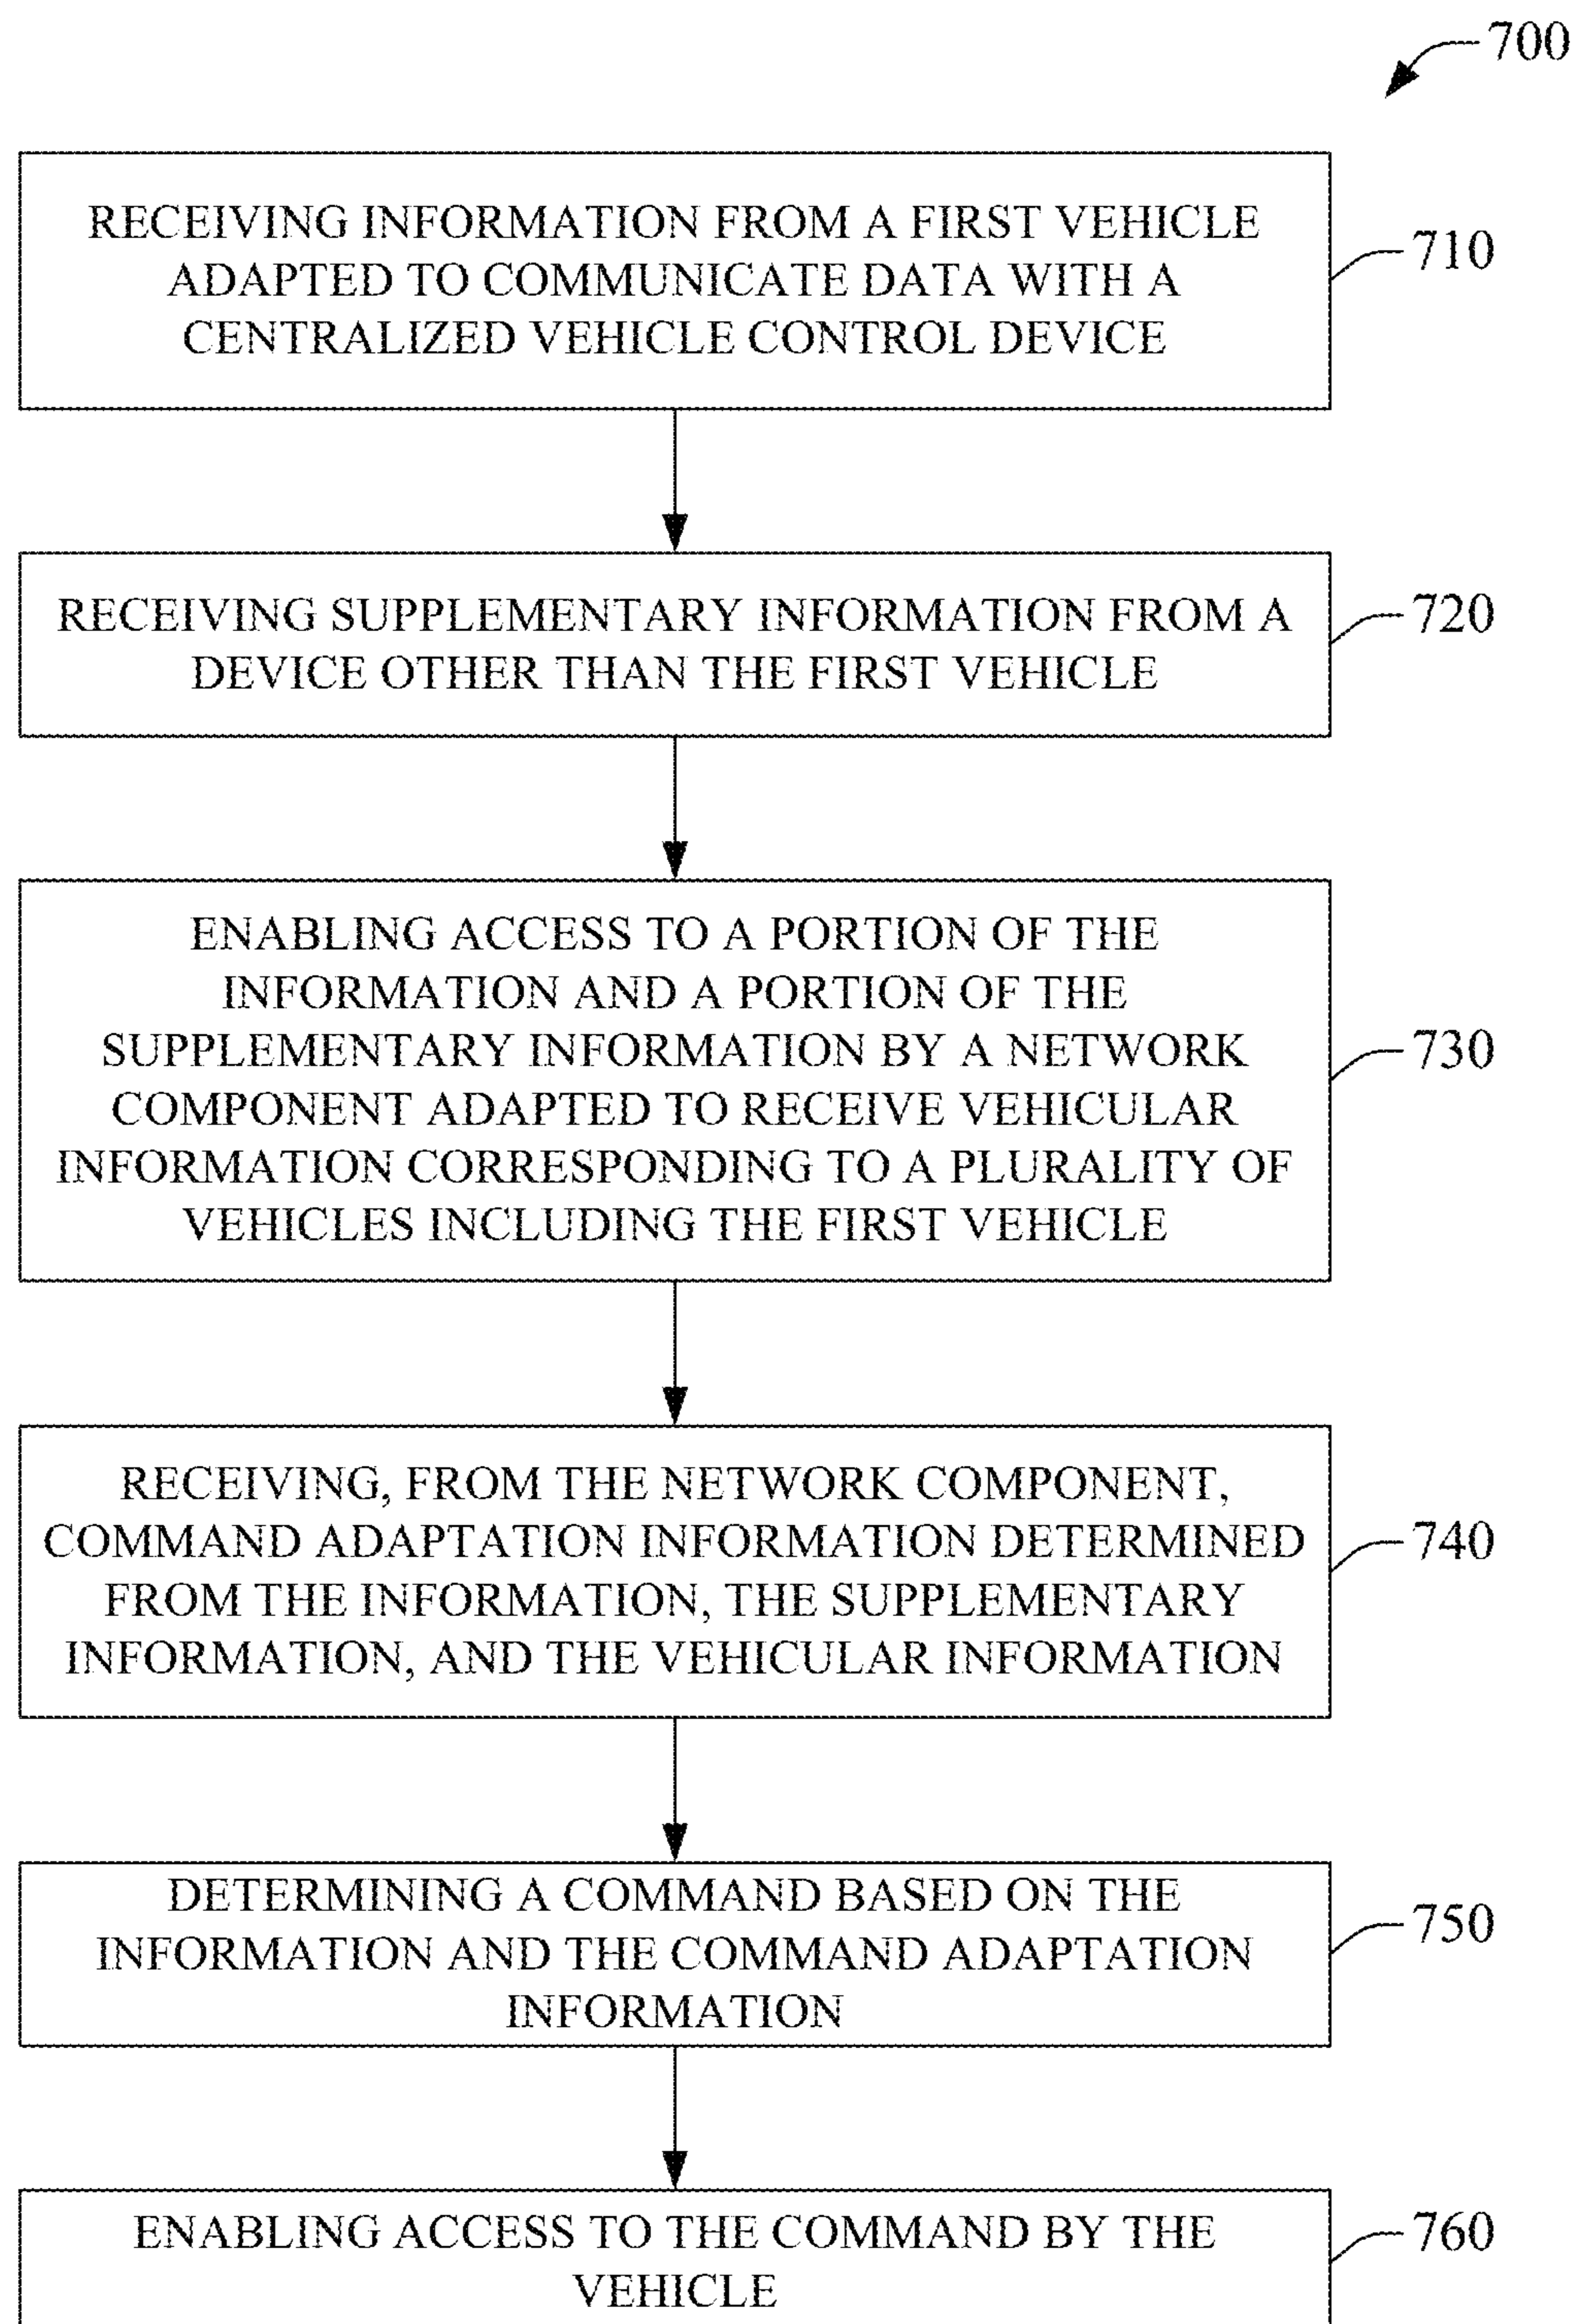 700
RECEIVING INFORMATION FROM A FIRST VEHICLE
ADAPTED TO COMMUNICATE DATA WITH A
CENTRALIZED VEHICLE CONTROL DEVICE
710
RECEIVING SUPPLEMENTARY INFORMATION FROM A
DEVICE OTHER THAN THE FIRST VEHICLE
720
ENABLING ACCESS TO A PORTION OF THE
INFORMATION AND A PORTION OF THE
SUPPLEMENTARY INFORMATION BY A NETWORK
COMPONENT ADAPTED TO RECEIVE VEHICULAR
INFORMATION CORRESPONDING TO A PLURALITY OF
VEHICLES INCLUDING THE FIRST VEHICLE
730
RECEIVING, FROM THE NETWORK COMPONENT,
COMMAND ADAPTATION INFORMATION DETERMINED
FROM THE INFORMATION, THE SUPPLEMENTARY
INFORMATION, AND THE VEHICULAR INFORMATION
740
DETERMINING A COMMAND BASED ON THE
INFORMATION AND THE COMMAND ADAPTATION
INFORMATION
750
ENABLING ACCESS TO THE COMMAND BY THE
VEHICLE
760